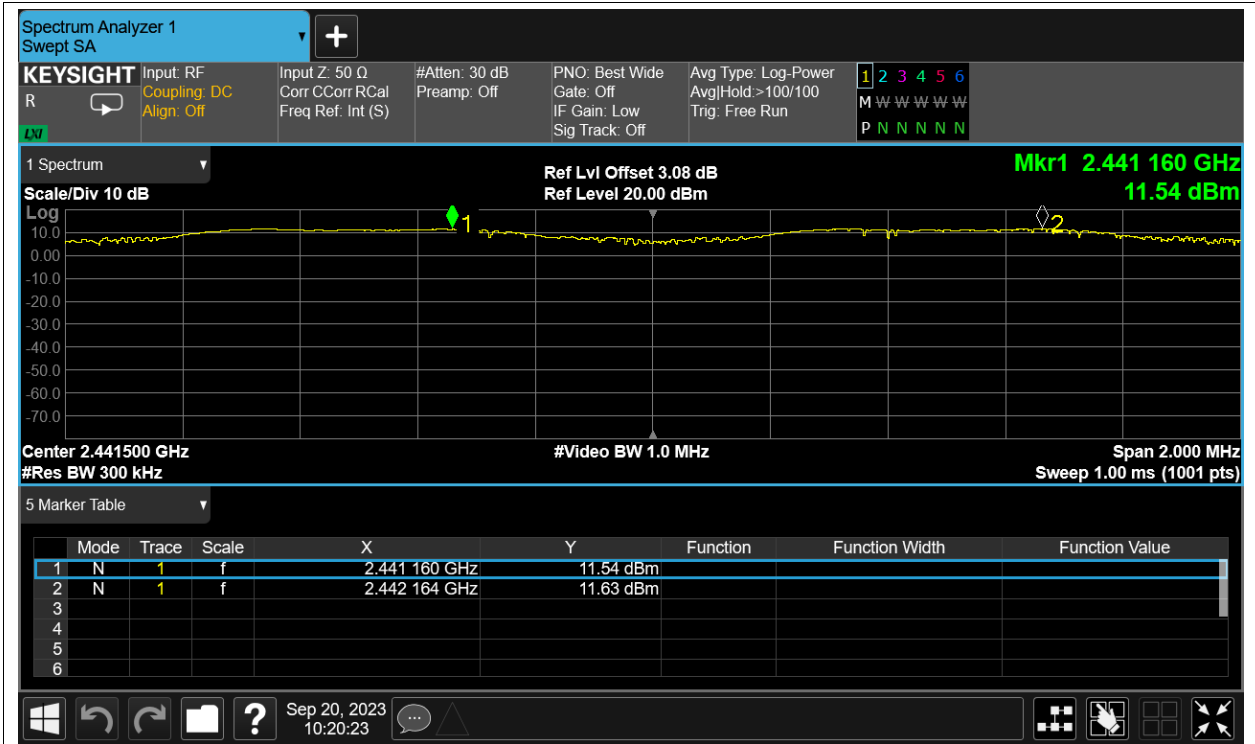 Spectrum Analyzer 1
Swept SA
KEYSIGHT
R
LXI
Input: RF
Coupling: DC
Align: Off
Input Z: 50 Ω
Corr CCorr RCal
Freq Ref: Int (S)
#Atten: 30 dB
Preamp: Off
PNO: Best Wide
Gate: Off
IF Gain: Low
Sig Track: Off
Avg Type: Log-Power
Avg|Hold:>100/100
Trig: Free Run
1 2 3 4 5 6
M W W W W W
P N N N N N
1 Spectrum
Scale/Div 10 dB
Ref Lvl Offset 3.08 dB
Ref Level 20.00 dBm
Mkr1 2.441 160 GHz
11.54 dBm
Log
10.0
0.00
-10.0
-20.0
-30.0
-40.0
-50.0
-60.0
-70.0
1
2
Center 2.441500 GHz
#Res BW 300 kHz
#Video BW 1.0 MHz
Span 2.000 MHz
Sweep 1.00 ms (1001 pts)
5 Marker Table
Mode Trace Scale X Y Function Function Width Function Value
1 N 1 f 2.441 160 GHz 11.54 dBm
2 N 1 f 2.442 164 GHz 11.63 dBm
3
4
5
6
?
Sep 20, 2023
10:20:23